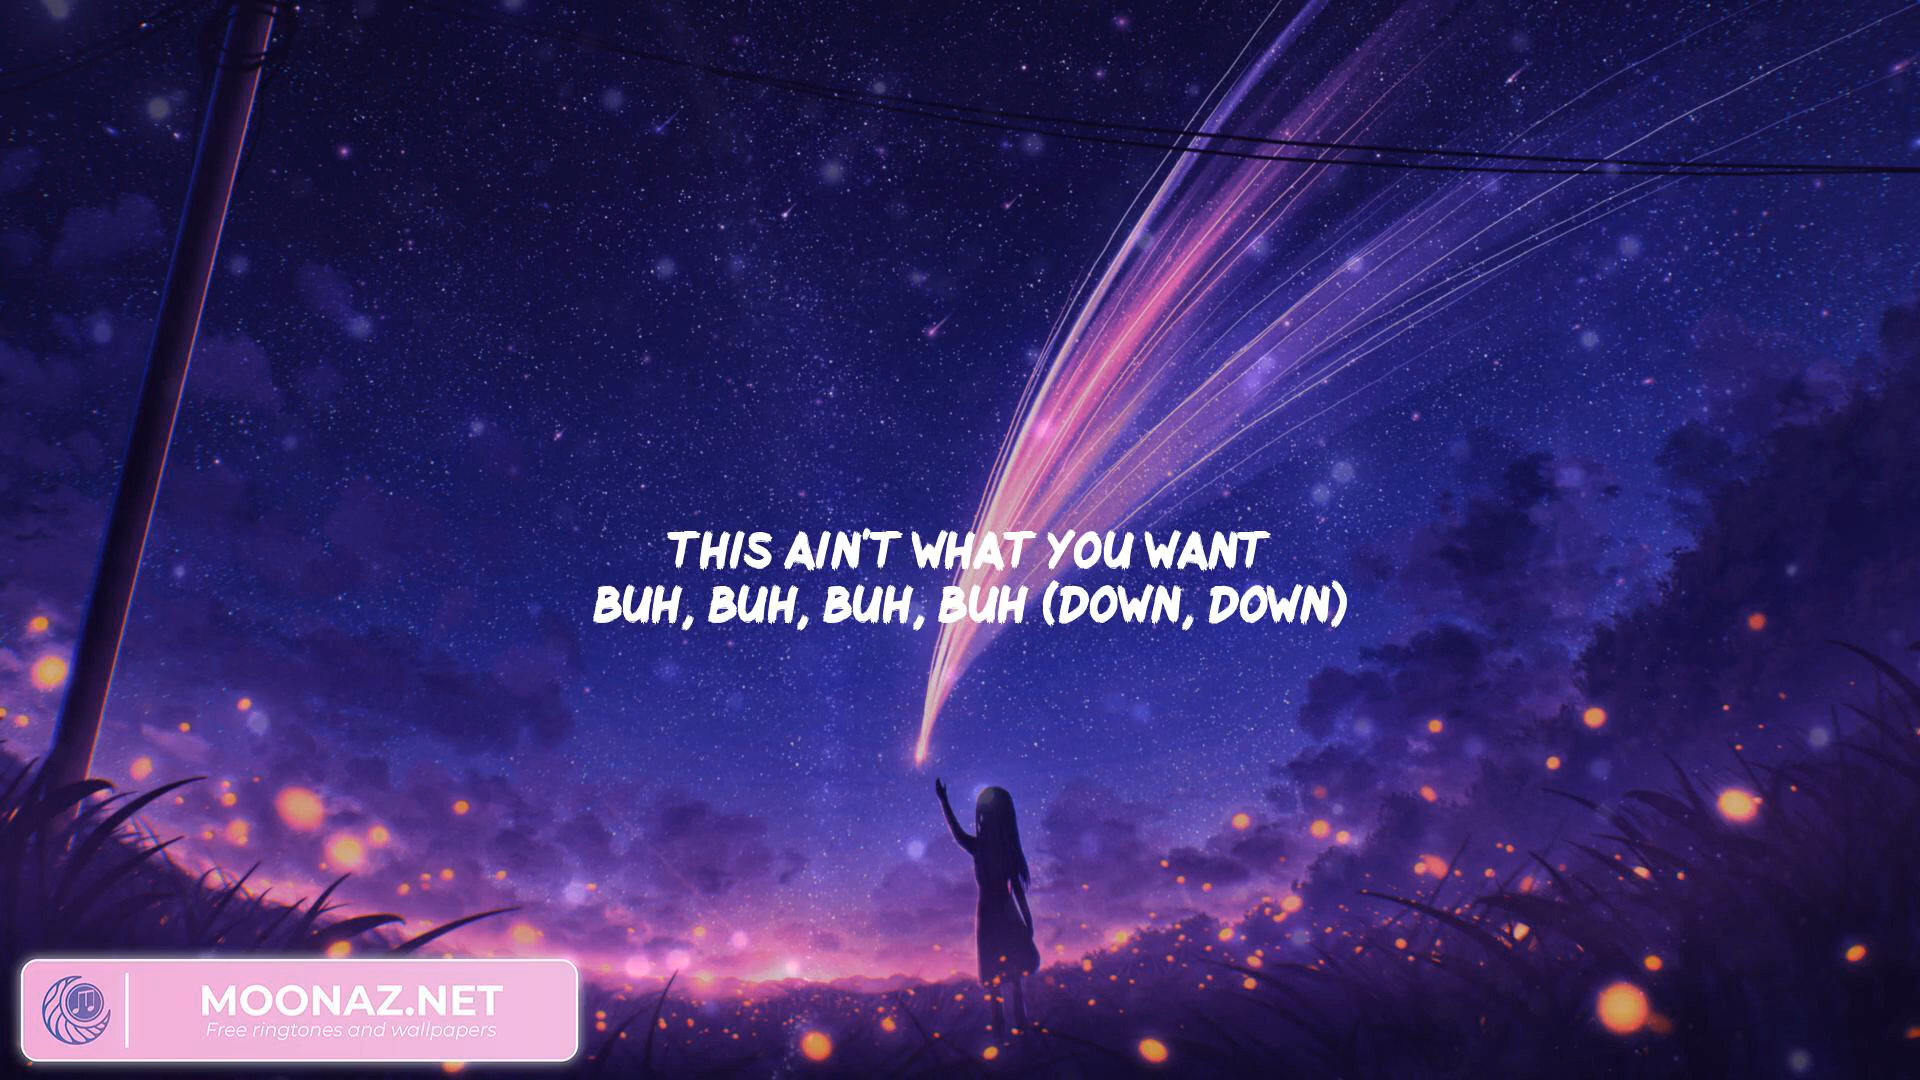 THIS AIN'T WHAT YOU WANT
BUH, BUH, BUH, BUH (DOWN, DOWN)
MOONAZ.NET
Free ringtones and wallpapers